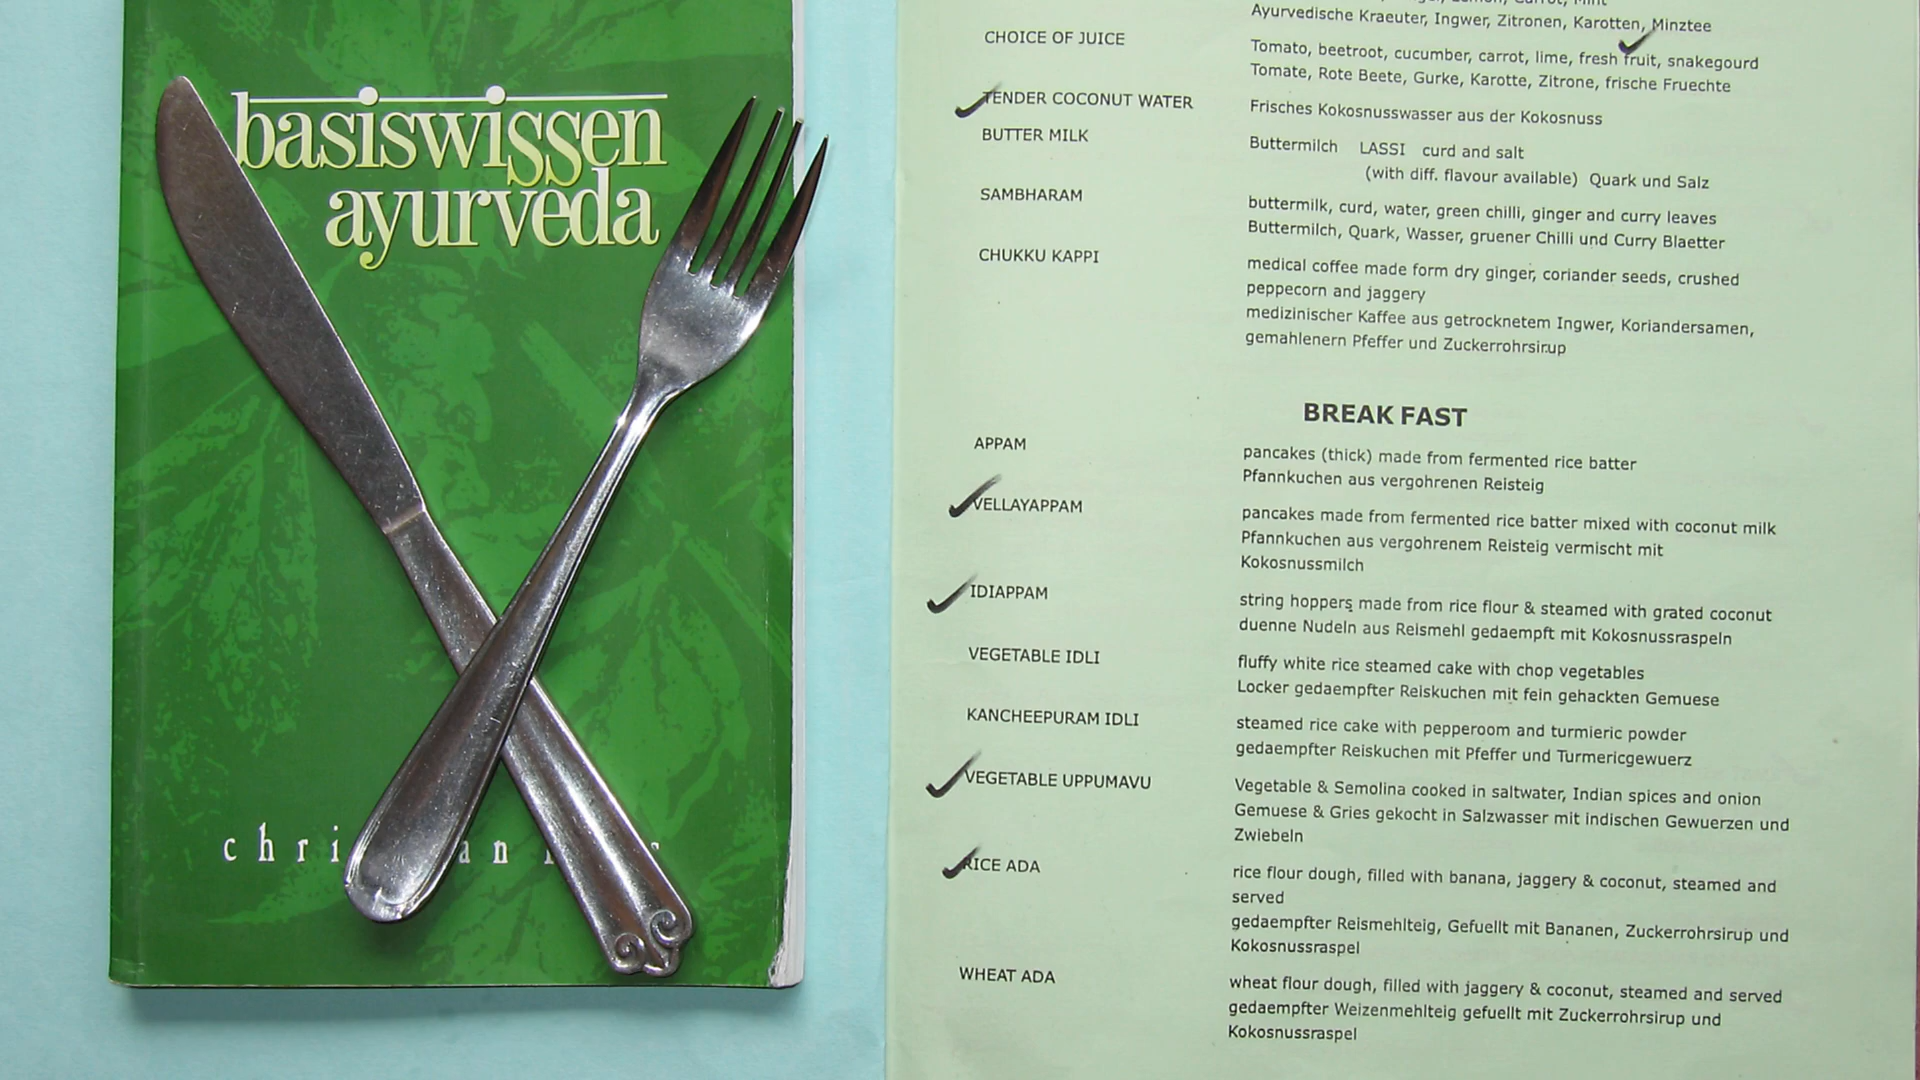 basiswissen
ayurveda
chri an
Ayurvedische Kraeuter, Ingwer, Zitronen, Karotten, Minztee
CHOICE OF JUICE
Tomato, beetroot, cucumber, carrot, lime, fresh fruit, snakegourd
Tomate, Rote Beete, Gurke, Karotte, Zitrone, frische Fruechte
TENDER COCONUT WATER
Frisches Kokosnusswasser aus der Kokosnuss
BUTTER MILK
Buttermilch LASSI curd and salt
(with diff. flavour available) Quark und Salz
SAMBHARAM
buttermilk, curd, water, green chilli, ginger and curry leaves
Buttermilch, Quark, Wasser, gruener Chilli und Curry Blaetter
CHUKKU KAPPI
medical coffee made form dry ginger, coriander seeds, crushed
peppecorn and jaggery
medizinischer Kaffee aus getrocknetem Ingwer, Koriandersamen,
gemahlenern Pfeffer und Zuckerrohrsirup
BREAK FAST
APPAM
pancakes (thick) made from fermented rice batter
Pfannkuchen aus vergohrenen Reisteig
VELLAYAPPAM
pancakes made from fermented rice batter mixed with coconut milk
Pfannkuchen aus vergohrenem Reisteig vermischt mit
Kokosnussmilch
IDIAPPAM
string hoppers made from rice flour & steamed with grated coconut
duenne Nudeln aus Reismehl gedaempft mit Kokosnussraspeln
VEGETABLE IDLI
fluffy white rice steamed cake with chop vegetables
Locker gedaempfter Reiskuchen mit fein gehackten Gemuese
KANCHEEPURAM IDLI
steamed rice cake with pepperoom and turmieric powder
gedaempfter Reiskuchen mit Pfeffer und Turmericgewuerz
VEGETABLE UPPUMAVU
Vegetable & Semolina cooked in saltwater, Indian spices and onion
Gemuese & Gries gekocht in Salzwasser mit indischen Gewuerzen und
Zwiebeln
RICE ADA
rice flour dough, filled with banana, jaggery & coconut, steamed and
served
gedaempfter Reismehlteig, Gefuellt mit Bananen, Zuckerrohrsirup und
Kokosnussraspel
WHEAT ADA
wheat flour dough, filled with jaggery & coconut, steamed and served
gedaempfter Weizenmehlteig gefuellt mit Zuckerrohrsirup und
Kokosnussraspel